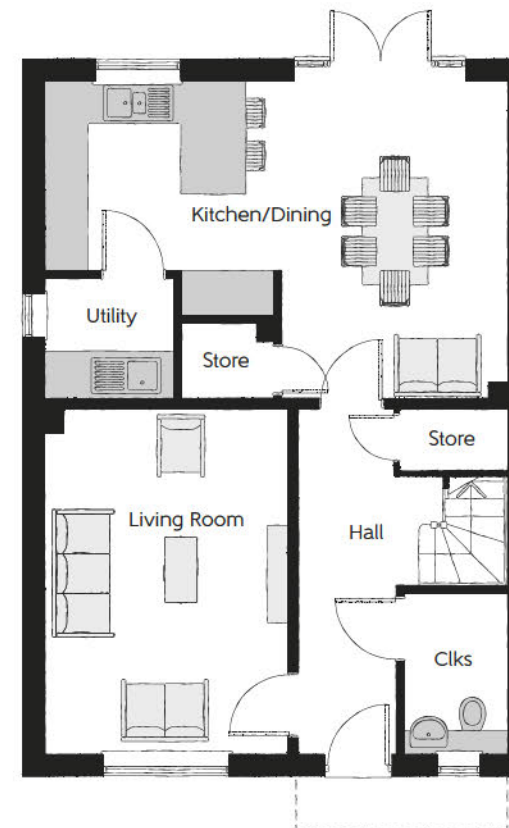 Kitchen/Dining
Utility
Store
Store
Living Room
Hall
Clks